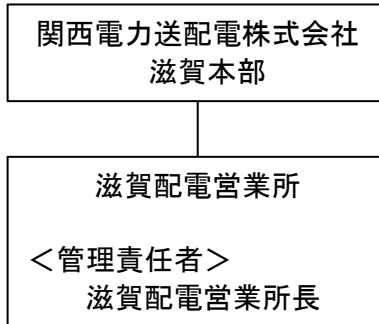 関西電力送配電株式会社
滋賀本部
滋賀配電営業所
＜管理責任者＞
滋賀配電営業所長